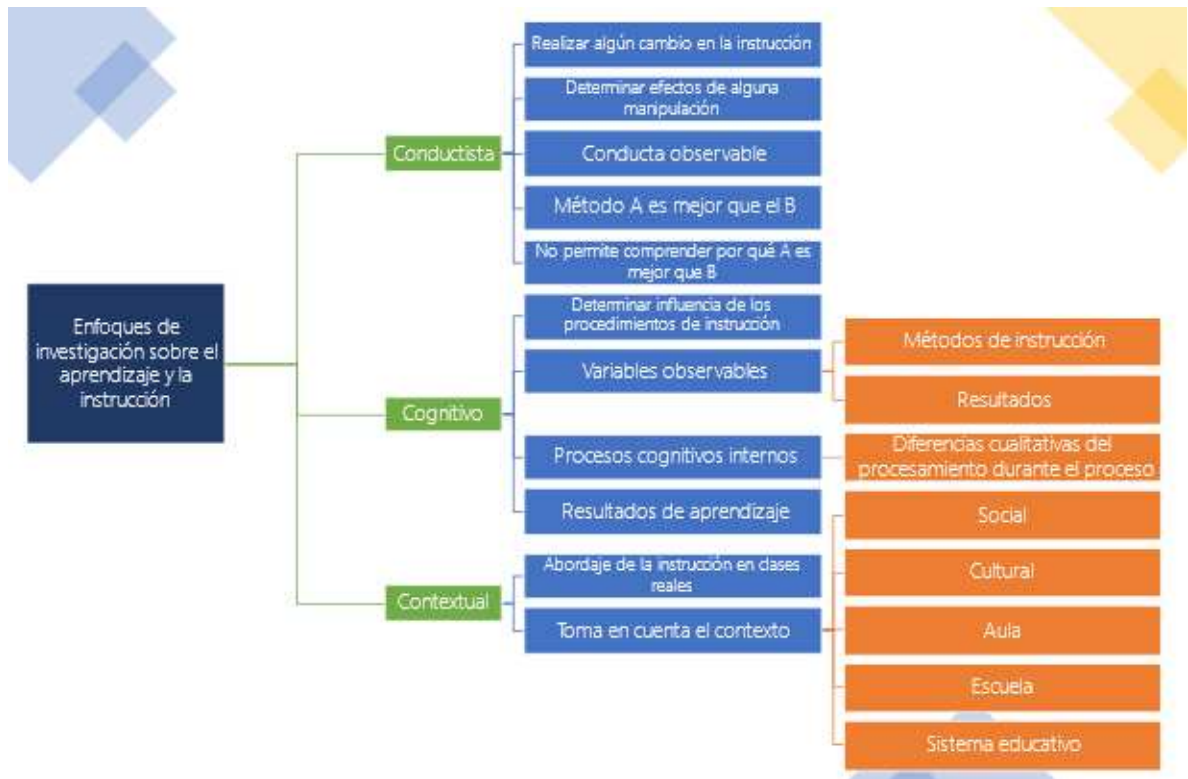 Enfoques de
investigación sobre el
aprendizaje y la
instrucción
Conductista
Realizar algún cambio en la instrucción
Determinar efectos de alguna
manipulación
Conducta observable
Método A es mejor que el B
No permite comprender por qué A es
mejor que B
Cognitivo
Determinar influencia de los
procedimientos de instrucción
Variables observables
Métodos de instrucción
Resultados
Procesos cognitivos internos
Diferencias cualitativas del
procesamiento durante el proceso
Resultados de aprendizaje
Contextual
Abordaje de la instrucción en clases
reales
Toma en cuenta el contexto
Social
Cultural
Aula
Escuela
Sistema educativo